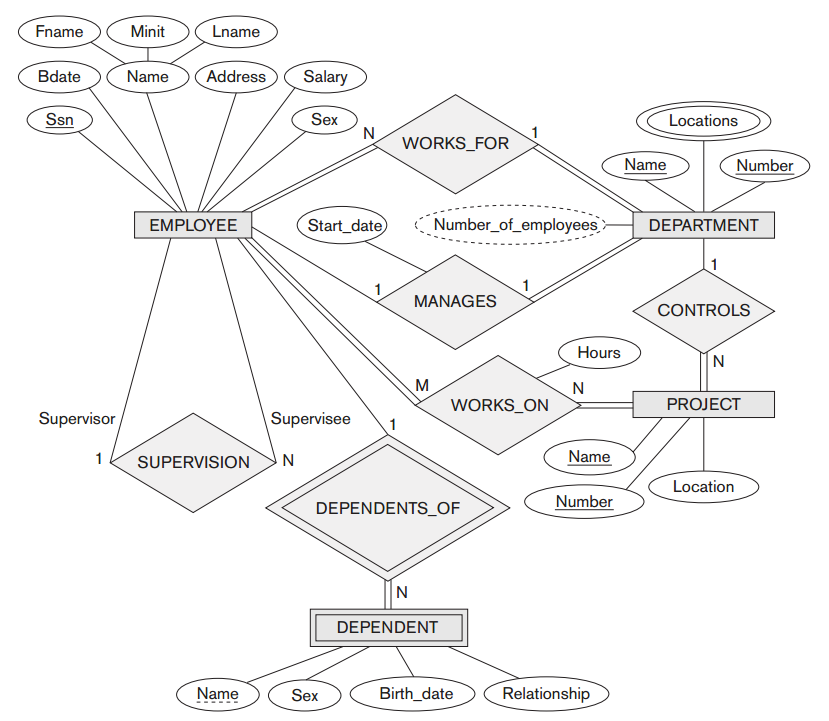 Fname
Minit
Lname
Bdate
Name
Address
Salary
Ssn
Sex
N
WORKS_FOR
1
Locations
Name
Number
EMPLOYEE
Start_date
Number_of_employees
DEPARTMENT
1
MANAGES
1
1
CONTROLS
N
Hours
M
WORKS_ON
N
PROJECT
Supervisor
Supervisee
1
SUPERVISION
N
1
Name
Number
Location
DEPENDENTS_OF
N
DEPENDENT
Name
Sex
Birth_date
Relationship